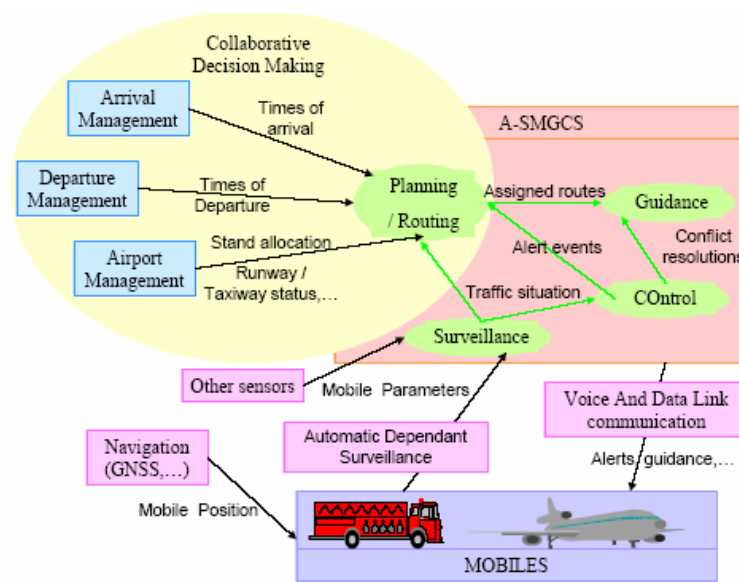 Collaborative
Decision Making
Arrival
Management
Times of
arrival
A-SMGCS
Departure
Management
Times of
Departure
Planning
/ Routing
Assigned routes
Guidance
Stand allocation
Airport
Management
Runway /
Taxiway status,...
Alert events
Conflict
resolutions
Traffic situation
COntrol
Surveillance
Other sensors
Mobile Parameters
Voice And Data Link
communication
Navigation
(GNSS,...)
Automatic Dependant
Surveillance
Alerts, guidance,...
Mobile Position
MOBILES